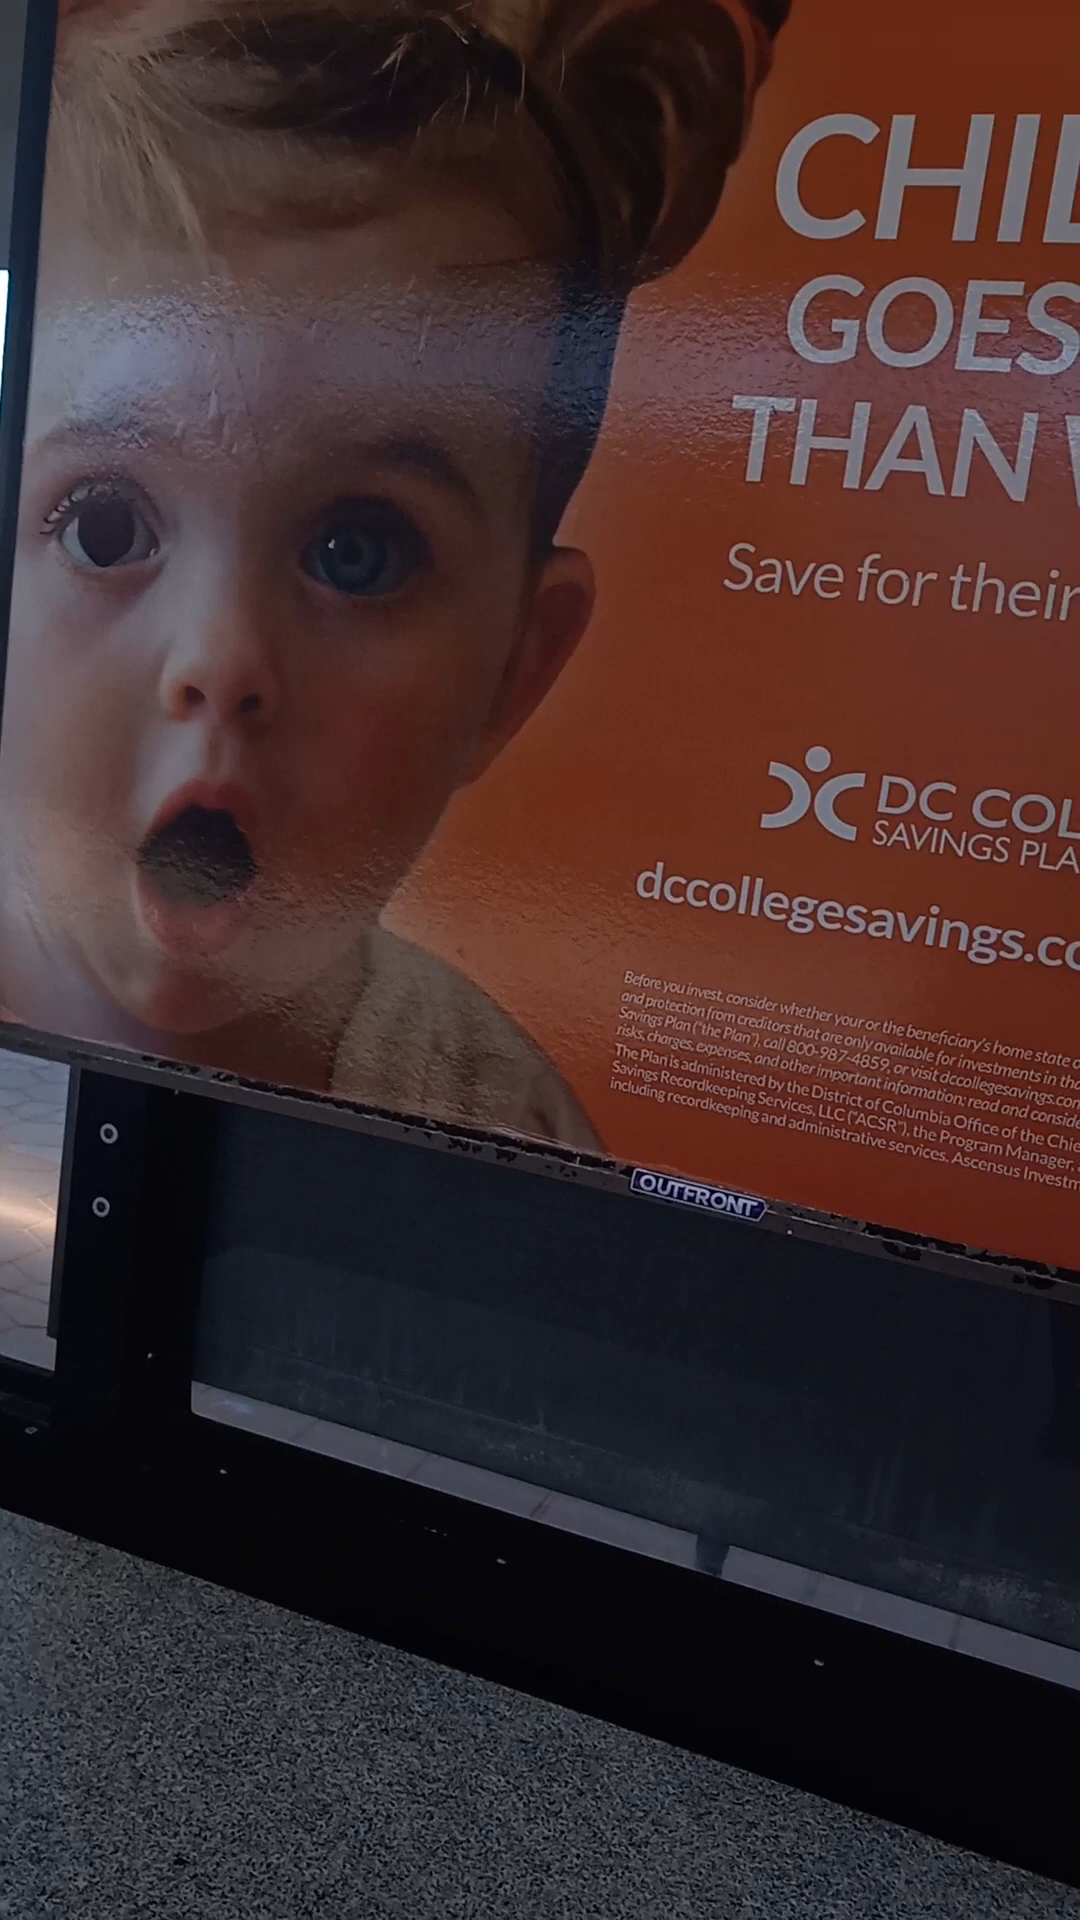 CHIL
GOES
THAN
Save for their
DC COL
SAVINGS PLA
dccollegesavings.co
Before you invest, consider whether your or the beneficiary's home state o
and protection from creditors that are only available for investments in tha
Savings Plan ("the Plan"), call 800-987-4859, or visit dccollegesavings.com
risks, charges, expenses, and other important information; read and conside
The Plan is administered by the District of Columbia Office of the Chie
Savings Recordkeeping Services, LLC ("ACSR"), the Program Manager,
including recordkeeping and administrative services. Ascensus Investm
OUTFRONT